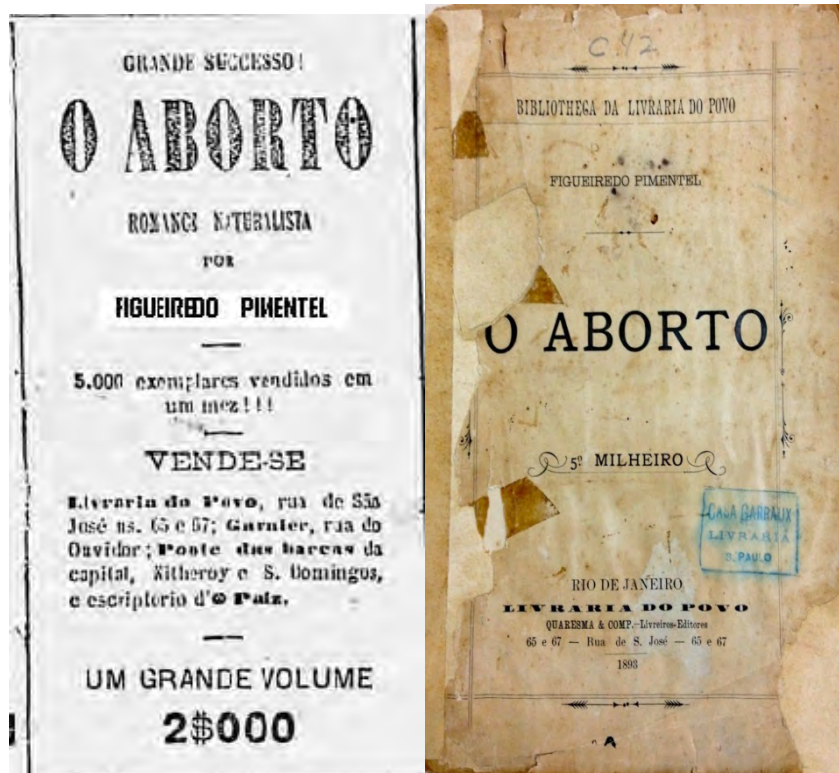 GRANDE SUCCESSO!
O ABORTO
ROMANCE NATURALISTA
POR
FIGUEIREDO PIMENTEL
5.000 exemplares vendidos em
um mez!!!
VENDE-SE
Livraria do Povo, rua de São
José ns. 65 e 67; Garnier, rua do
Ouvidor; Ponte das barcas da
capital, Nitheroy e S. Domingos,
e escriptorio d'O Paiz.
UM GRANDE VOLUME
2$000
C 42
BIBLIOTHECA DA LIVRARIA DO POVO
FIGUEIREDO PIMENTEL
O ABORTO
5º MILHEIRO
CASA GARRAUX
LIVRARIA
S. PAULO
RIO DE JANEIRO
LIVRARIA DO POVO
QUARESMA & COMP.—Livreiros-Editores
65 e 67 — Rua de S. José — 65 e 67
1893
A